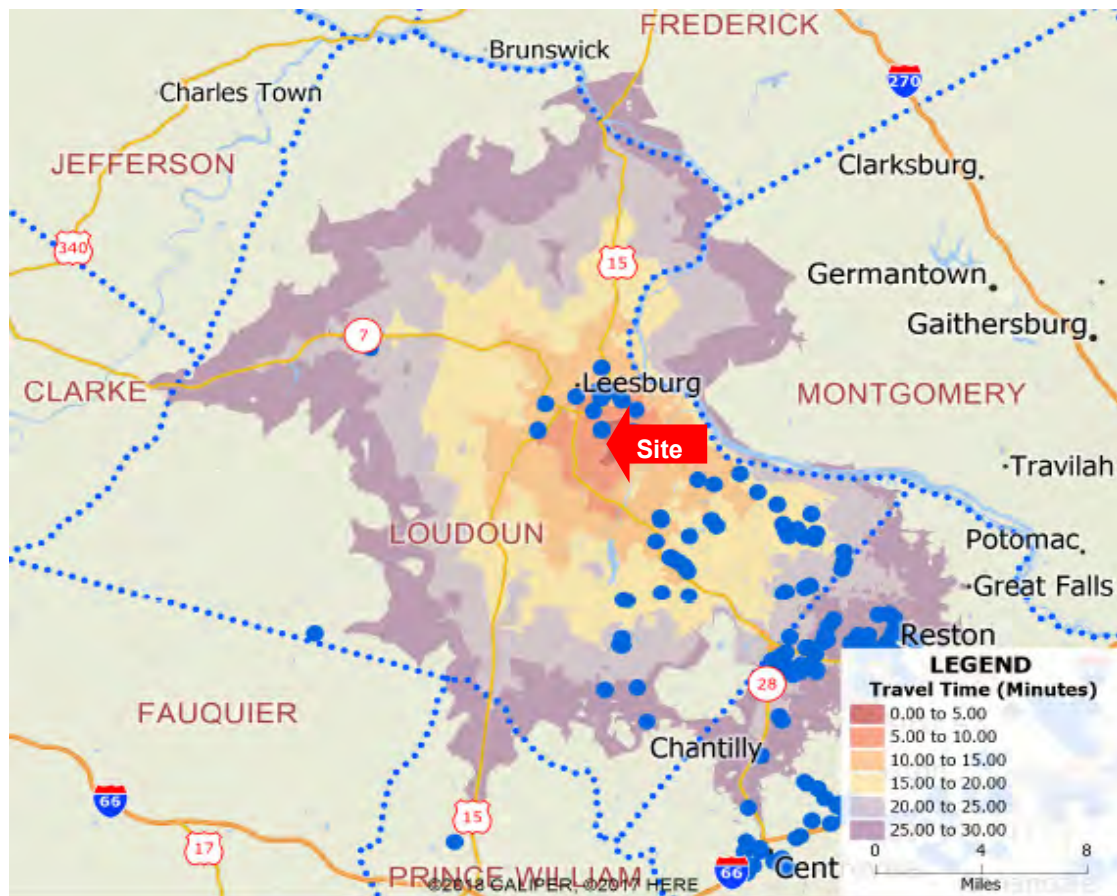 FREDERICK
Brunswick
270
Charles Town
JEFFERSON
Clarksburg
340
15
Germantown
Gaithersburg
7
CLARKE
Leesburg
MONTGOMERY
Site
Travilah
LOUDOUN
Potomac
Great Falls
Reston
28
FAUQUIER
Chantilly
66
15
17
PRINCE WILLIAM
66
Cent
©2018 CALIPER; ©2017 HERE
LEGEND
Travel Time (Minutes)
0.00 to 5.00
5.00 to 10.00
10.00 to 15.00
15.00 to 20.00
20.00 to 25.00
25.00 to 30.00
0 4 8
Miles